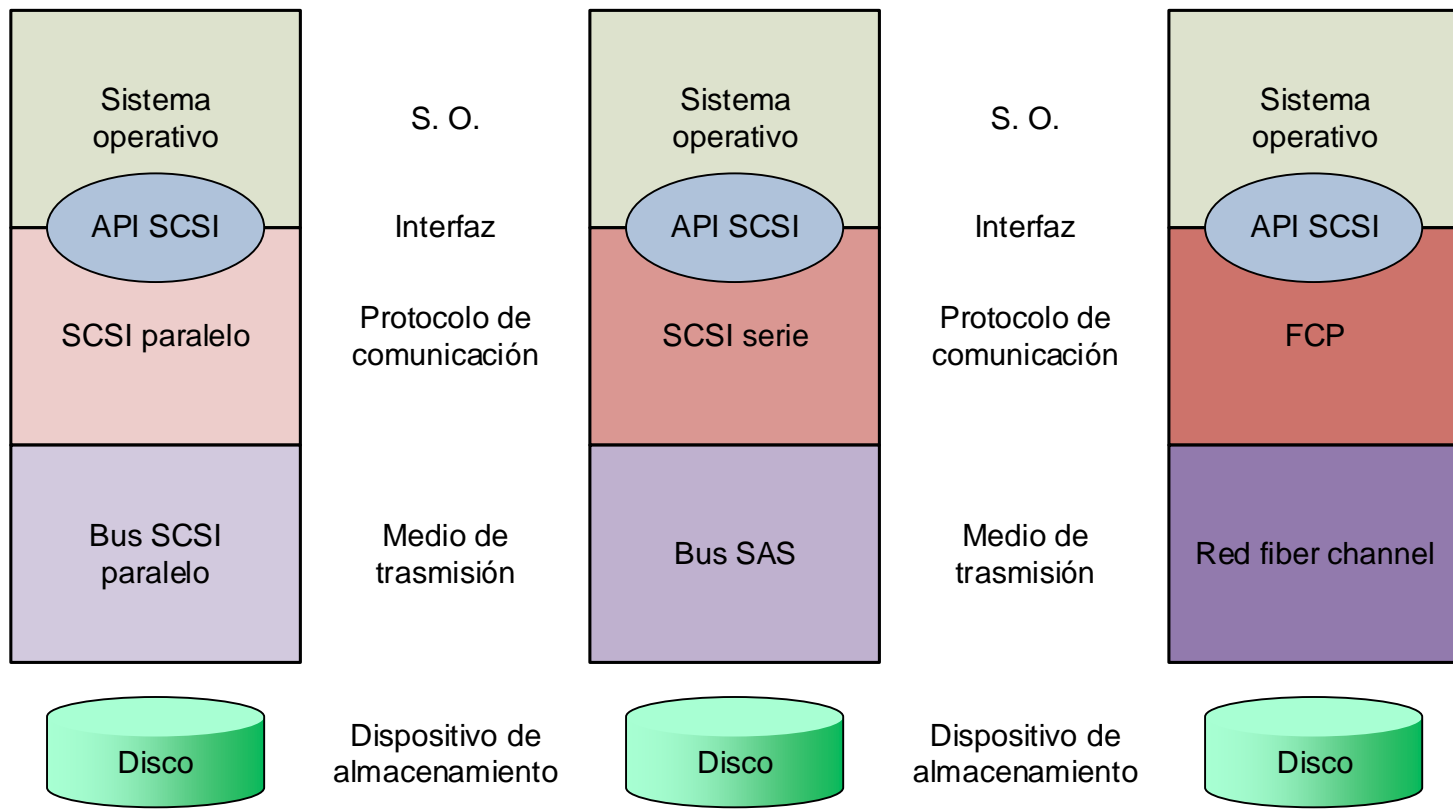 Sistema
operativo
S. O.
Sistema
operativo
S. O.
Sistema
operativo
API SCSI
Interfaz
API SCSI
Interfaz
API SCSI
SCSI paralelo
Protocolo de
comunicación
SCSI serie
Protocolo de
comunicación
FCP
Bus SCSI
paralelo
Medio de
trasmisión
Bus SAS
Medio de
trasmisión
Red fiber channel
Disco
Dispositivo de
almacenamiento
Disco
Dispositivo de
almacenamiento
Disco